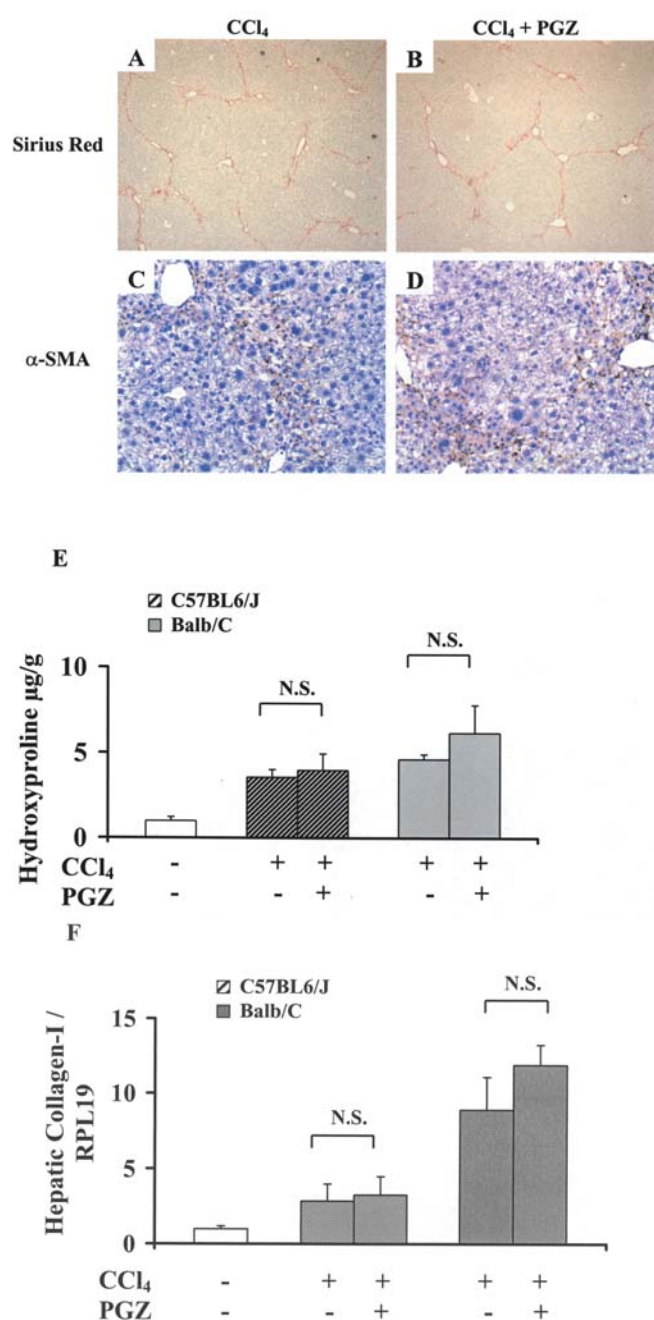 CCl₄ CCl₄ + PGZ
A B
Sirius Red
C D
α-SMA
E
C57BL6/J
Balb/C
Hydroxyproline µg/g
10
5
0
N.S. N.S.
CCl₄ - + + + +
PGZ - - + - +
F
C57BL6/J
Balb/C
Hepatic Collagen-I /
RPL19
15
10
5
0
N.S. N.S.
CCl₄ - + + + +
PGZ - - + - +